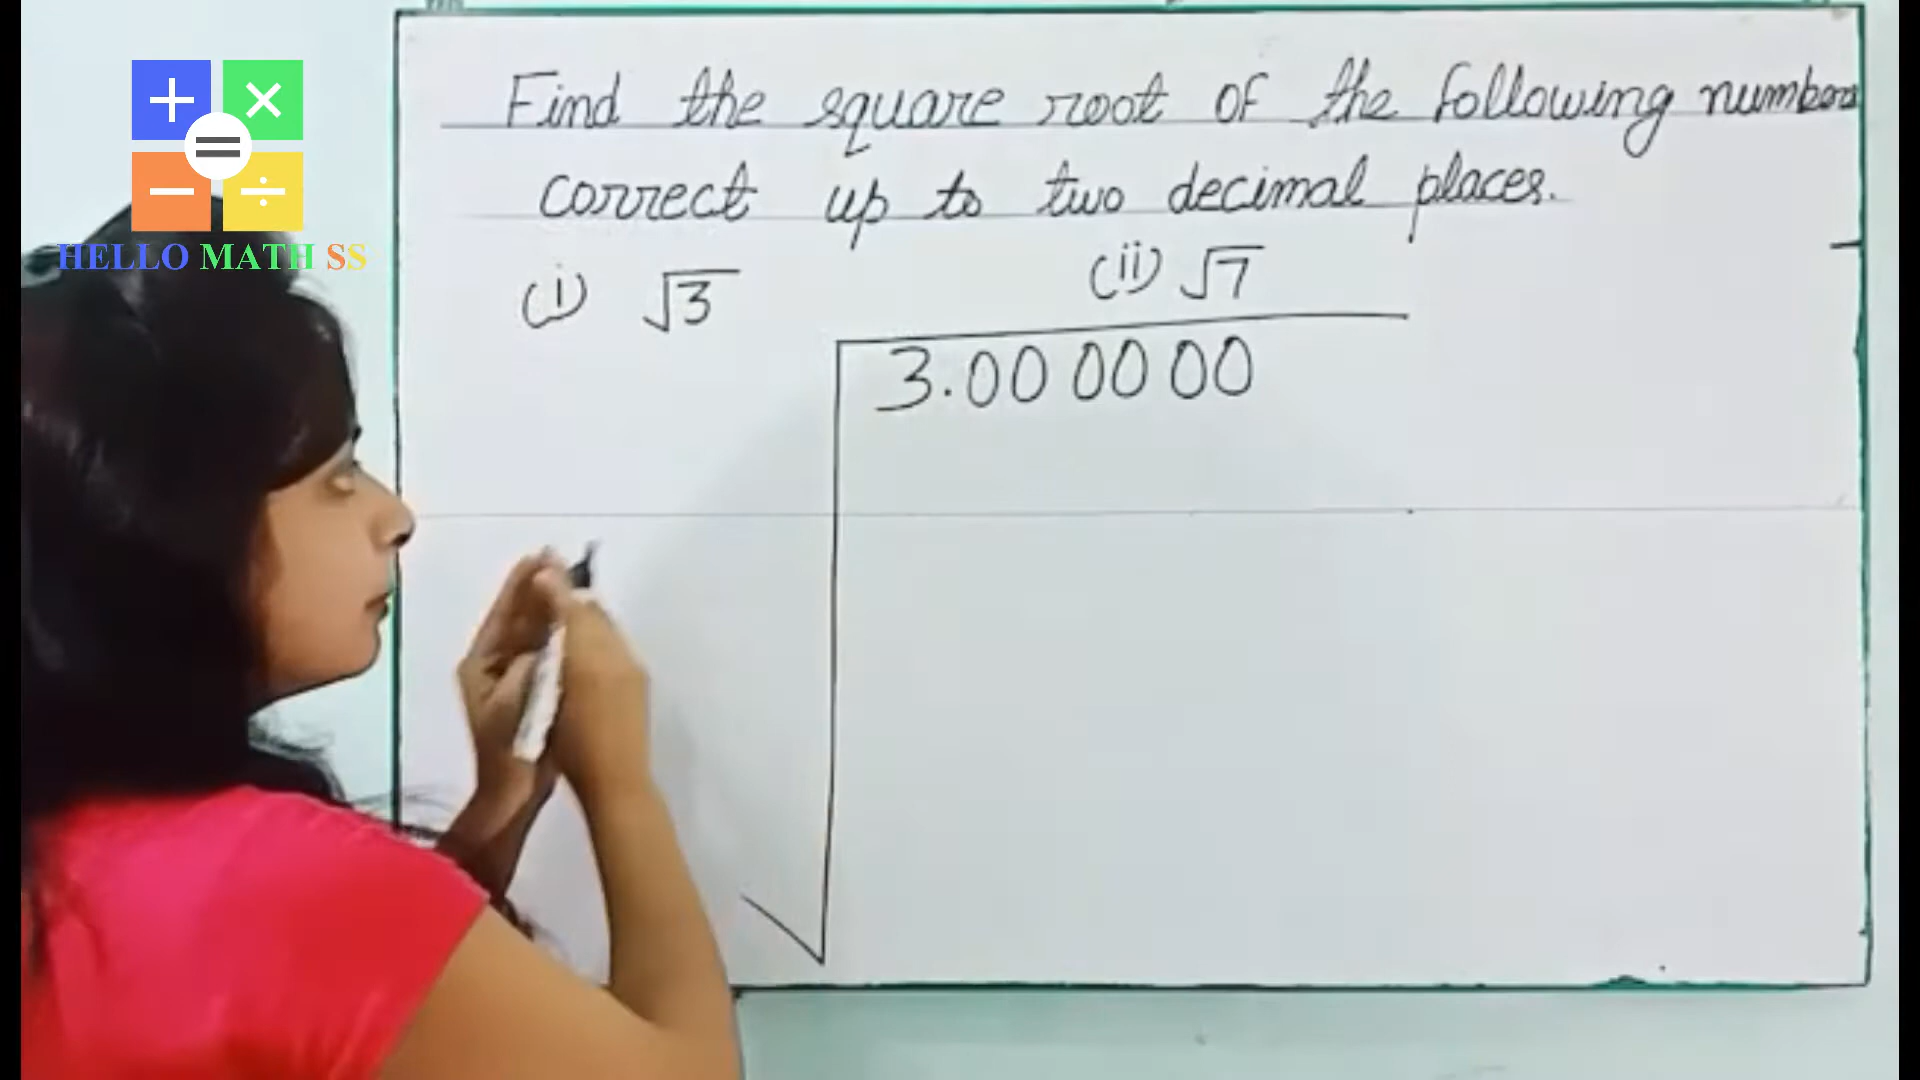 Find the square root of the following numbers
correct up to two decimal places.
HELLO MATH SS
(i) √3 (ii) √7
3.00 00 00